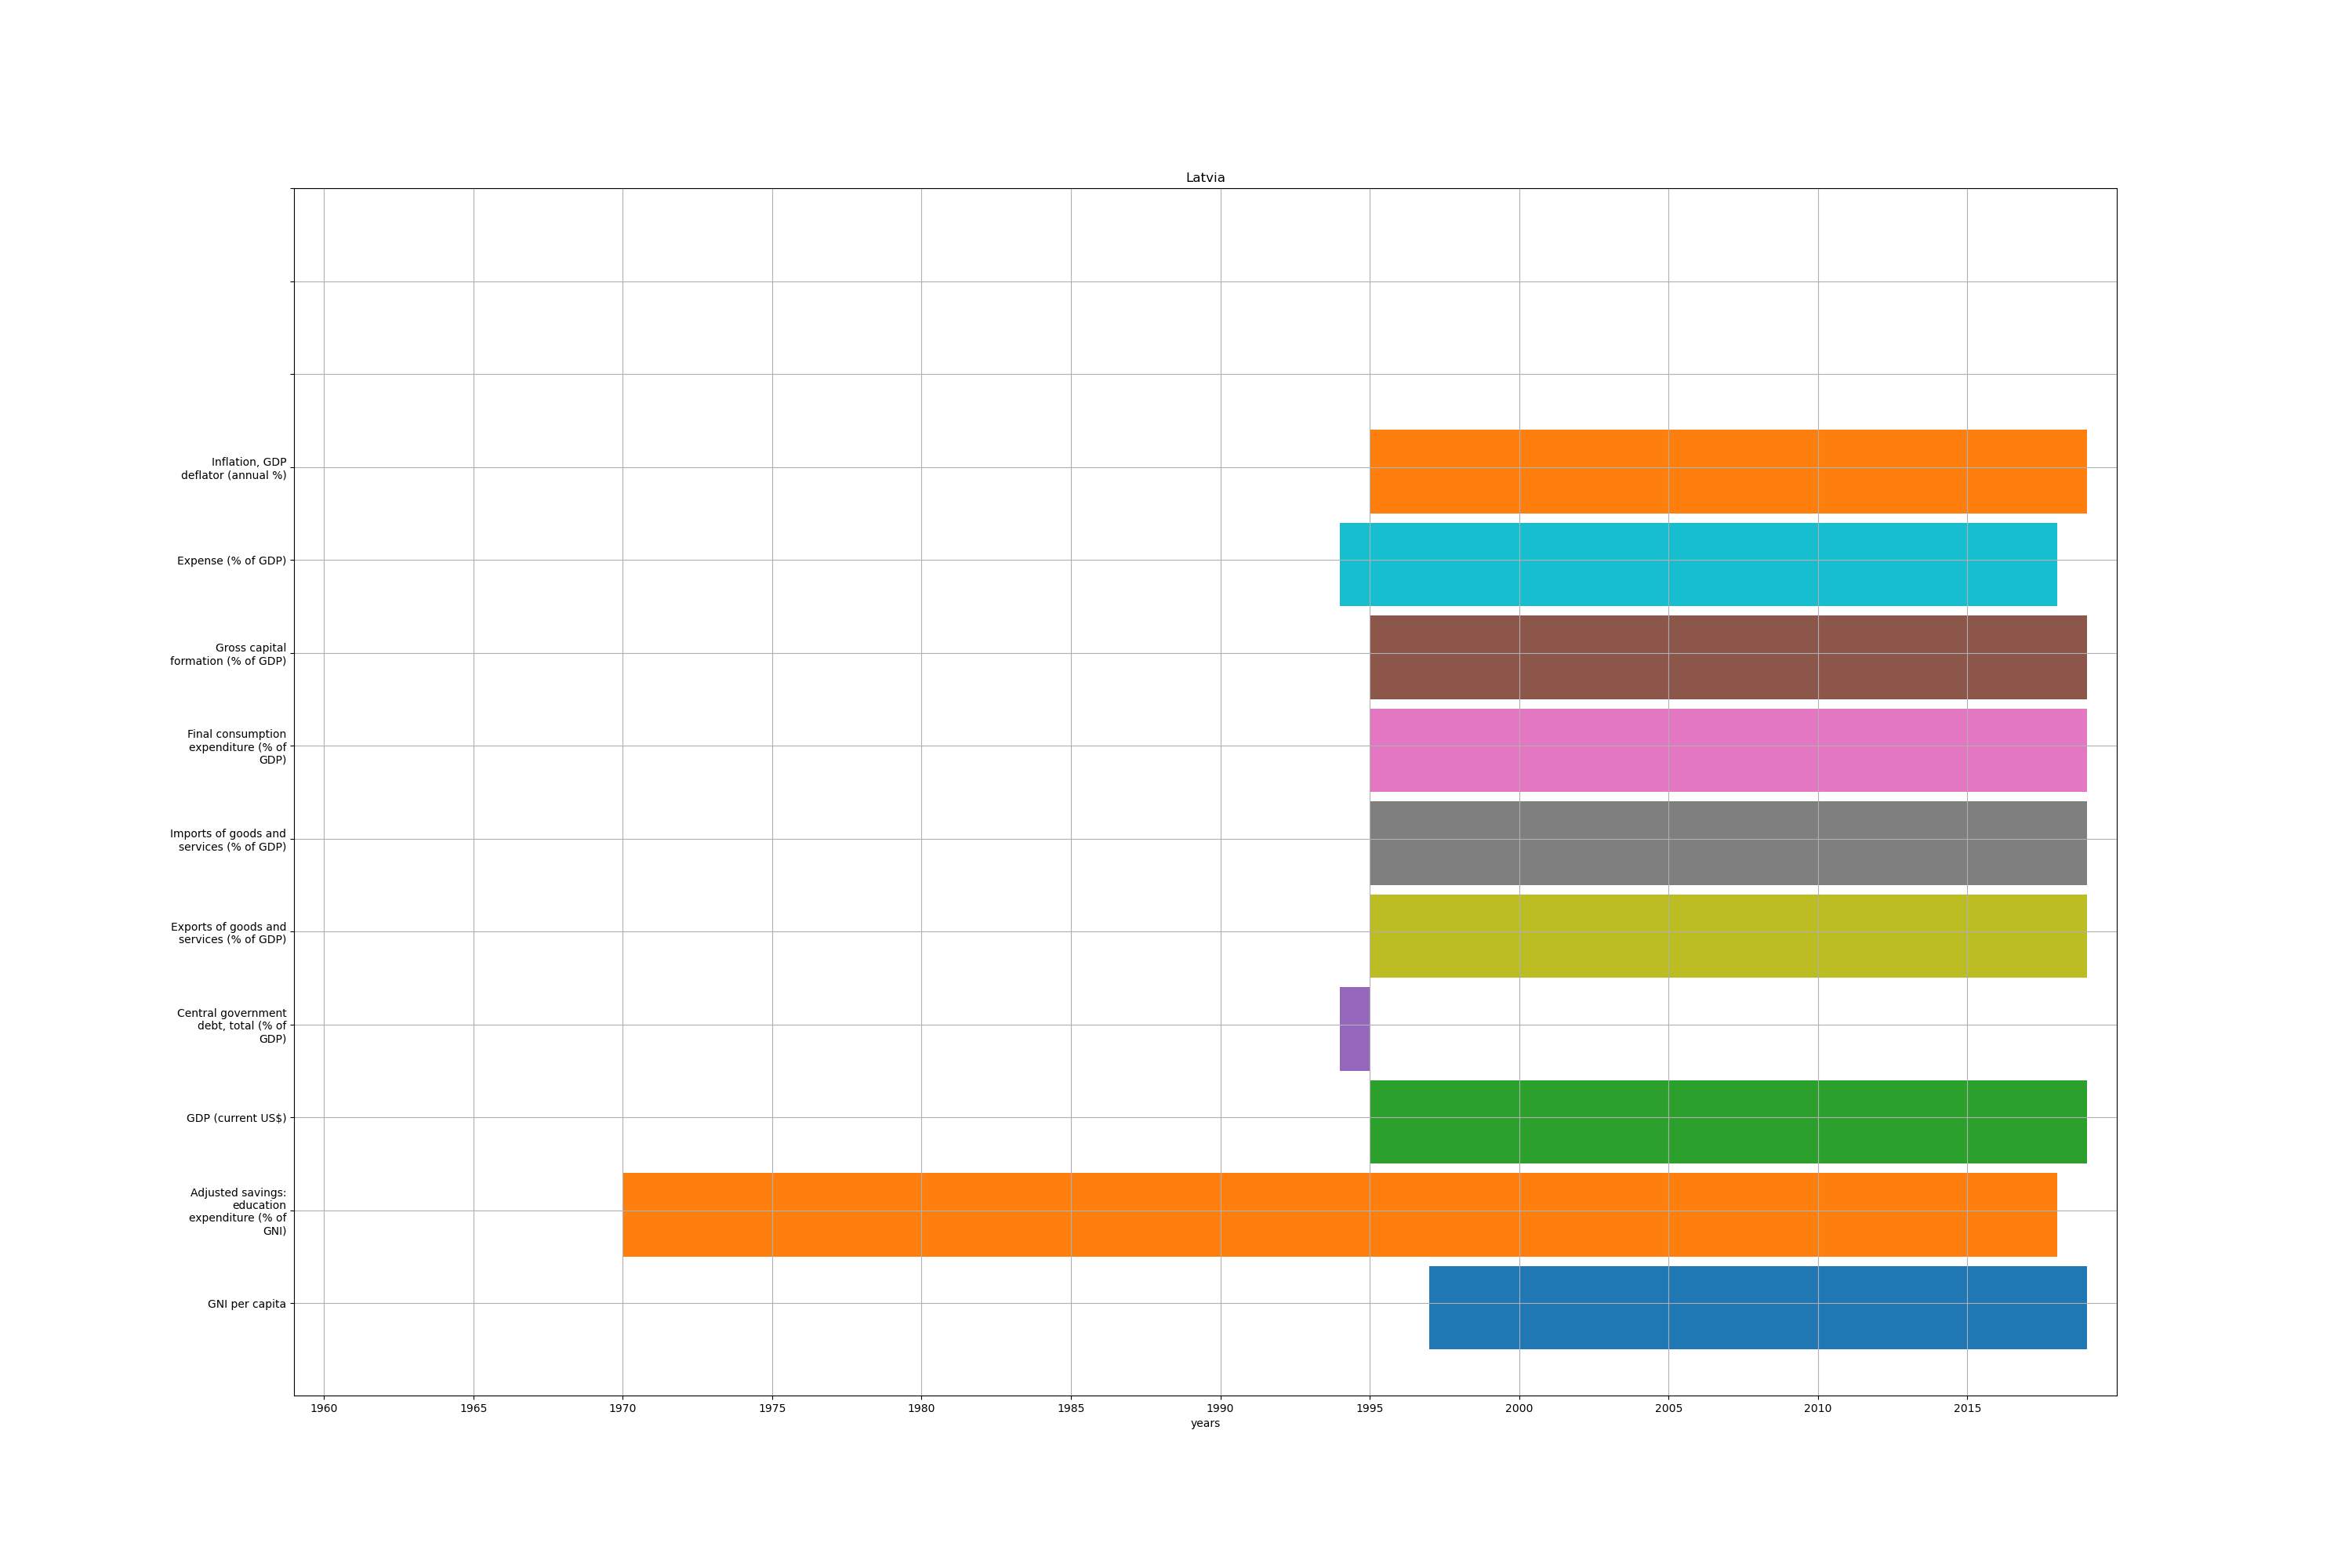 Latvia
Inflation, GDP
deflator (annual %)
Expense (% of GDP)
Gross capital
formation (% of GDP)
Final consumption
expenditure (% of
GDP)
Imports of goods and
services (% of GDP)
Exports of goods and
services (% of GDP)
Central government
debt, total (% of
GDP)
GDP (current US$)
Adjusted savings:
education
expenditure (% of
GNI)
GNI per capita
1960 1965 1970 1975 1980 1985 1990 1995 2000 2005 2010 2015
years